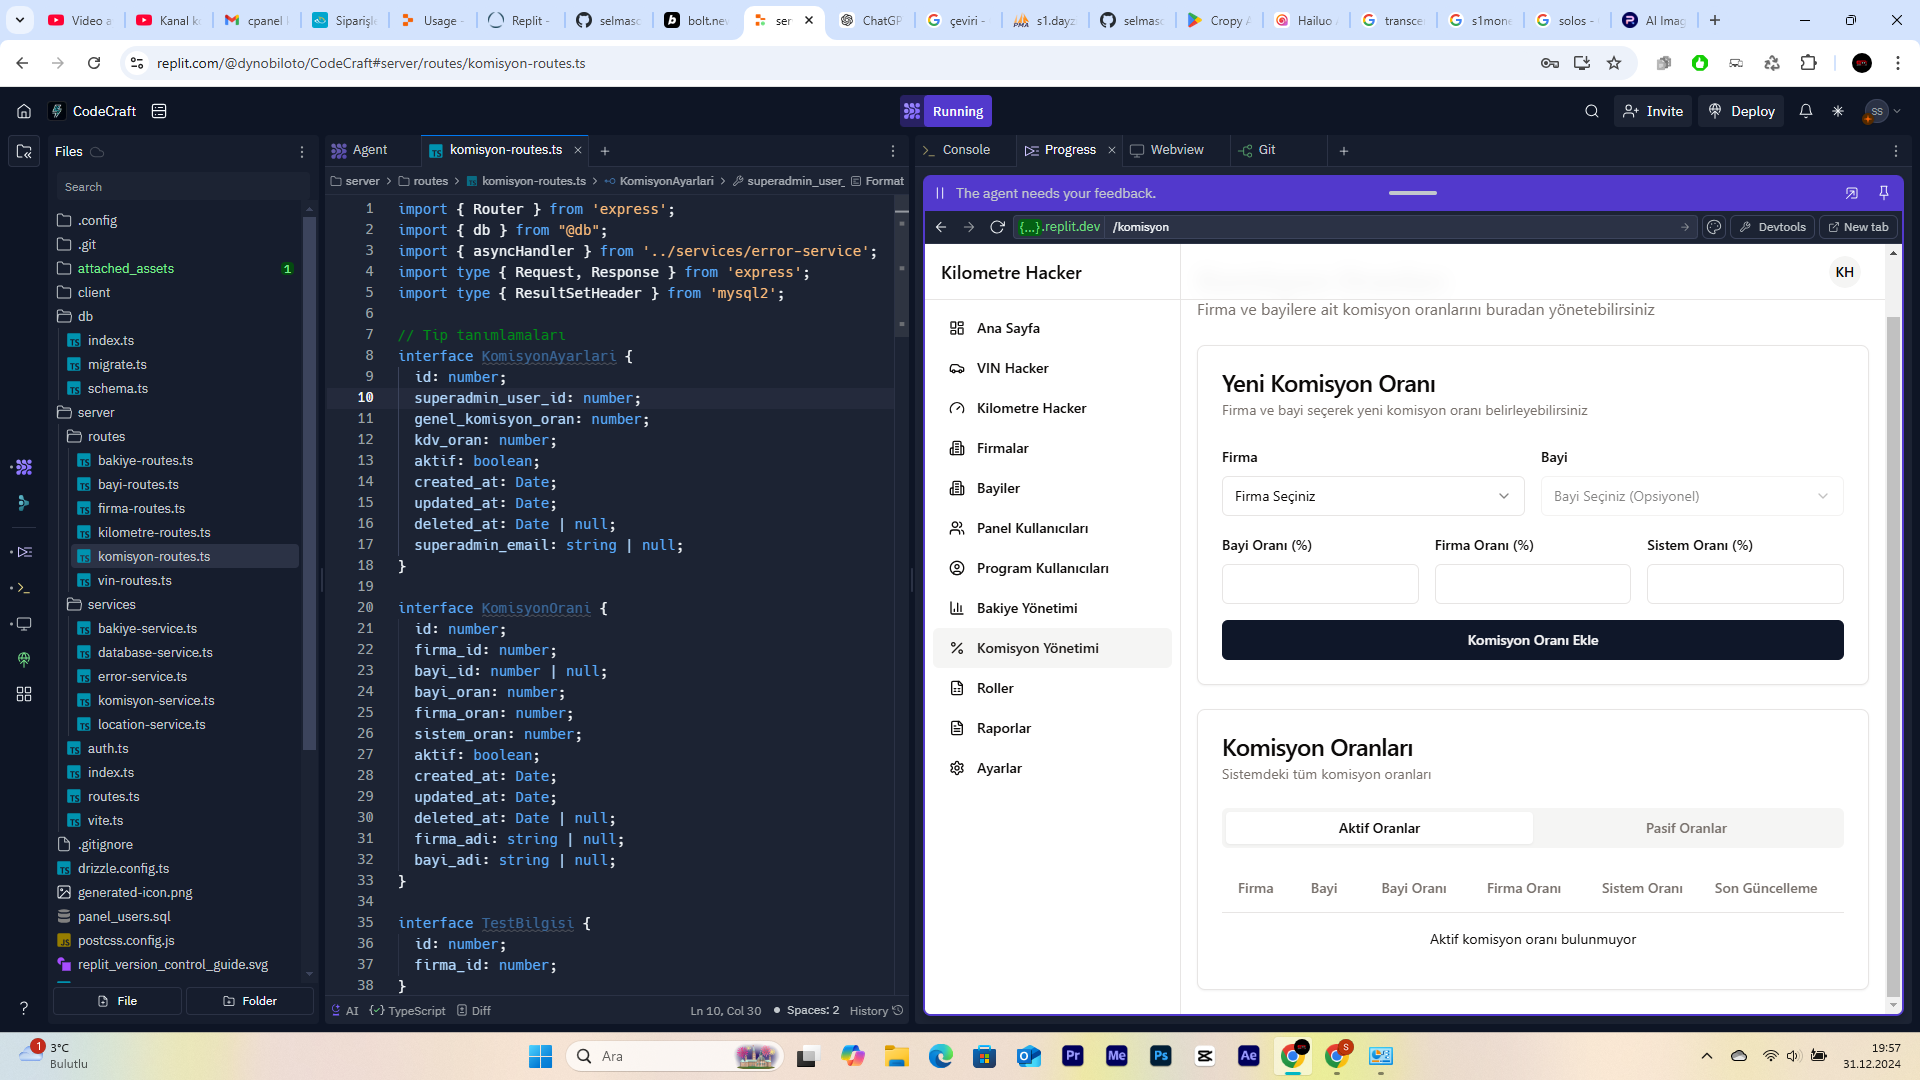 Video a
Kanal k
cpanel l
Siparişle
Usage -
Replit -
selmasc
bolt.nev
ser
ChatGP
çeviri -
s1.dayz
selmasc
Cropy A
Hailuo A
transce
s1mone
solos -
AI Imag
replit.com/@dynobiloto/CodeCraft#server/routes/komisyon-routes.ts
CodeCraft
Running
Invite
Deploy
SS
Files
Search
.config
.git
attached_assets 1
client
db
index.ts
migrate.ts
schema.ts
server
routes
bakiye-routes.ts
bayi-routes.ts
firma-routes.ts
kilometre-routes.ts
komisyon-routes.ts
vin-routes.ts
services
bakiye-service.ts
database-service.ts
error-service.ts
komisyon-service.ts
location-service.ts
auth.ts
index.ts
routes.ts
vite.ts
.gitignore
drizzle.config.ts
generated-icon.png
panel_users.sql
postcss.config.js
replit_version_control_guide.svg
File
Folder
Agent
komisyon-routes.ts
server > routes > komisyon-routes.ts > KomisyonAyarlari > superadmin_user_ Format
1 import { Router } from 'express';
2 import { db } from "@db";
3 import { asyncHandler } from '../services/error-service';
4 import type { Request, Response } from 'express';
5 import type { ResultSetHeader } from 'mysql2';
6
7 // Tip tanımlamaları
8 interface KomisyonAyarlari {
9 id: number;
10 superadmin_user_id: number;
11 genel_komisyon_oran: number;
12 kdv_oran: number;
13 aktif: boolean;
14 created_at: Date;
15 updated_at: Date;
16 deleted_at: Date | null;
17 superadmin_email: string | null;
18 }
19
20 interface KomisyonOrani {
21 id: number;
22 firma_id: number;
23 bayi_id: number | null;
24 bayi_oran: number;
25 firma_oran: number;
26 sistem_oran: number;
27 aktif: boolean;
28 created_at: Date;
29 updated_at: Date;
30 deleted_at: Date | null;
31 firma_adi: string | null;
32 bayi_adi: string | null;
33 }
34
35 interface TestBilgisi {
36 id: number;
37 firma_id: number;
38 }
AI
TypeScript
Diff
Ln 10, Col 30
Spaces: 2
History
Console
Progress
Webview
Git
The agent needs your feedback.
{...}.replit.dev /komisyon
Devtools
New tab
Kilometre Hacker
KH
Ana Sayfa
VIN Hacker
Kilometre Hacker
Firmalar
Bayiler
Panel Kullanıcıları
Program Kullanıcıları
Bakiye Yönetimi
Komisyon Yönetimi
Roller
Raporlar
Ayarlar
Firma ve bayilere ait komisyon oranlarını buradan yönetebilirsiniz
Yeni Komisyon Oranı
Firma ve bayi seçerek yeni komisyon oranı belirleyebilirsiniz
Firma
Bayi
Firma Seçiniz
Bayi Seçiniz (Opsiyonel)
Bayi Oranı (%)
Firma Oranı (%)
Sistem Oranı (%)
Komisyon Oranı Ekle
Komisyon Oranları
Sistemdeki tüm komisyon oranları
Aktif Oranlar
Pasif Oranlar
Firma
Bayi
Bayi Oranı
Firma Oranı
Sistem Oranı
Son Güncelleme
Aktif komisyon oranı bulunmuyor
1
3°C
Bulutlu
Ara
Pr
Me
Ps
Ae
S
19:57
31.12.2024